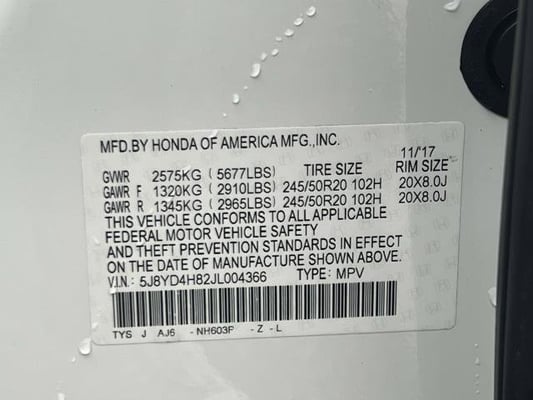 MFD.BY HONDA OF AMERICA MFG.,INC.
11/17
GVWR 2575KG (5677LBS) TIRE SIZE RIM SIZE
GAWR F 1320KG (2910LBS) 245/50R20 102H 20X8.0J
GAWR R 1345KG (2965LBS) 245/50R20 102H 20X8.0J
THIS VEHICLE CONFORMS TO ALL APPLICABLE
FEDERAL MOTOR VEHICLE SAFETY
AND THEFT PREVENTION STANDARDS IN EFFECT
ON THE DATE OF MANUFACTURE SHOWN ABOVE.
V.I.N.: 5J8YD4H82JL004366 TYPE: MPV
TYS J AJ6 - NH603P - Z - L